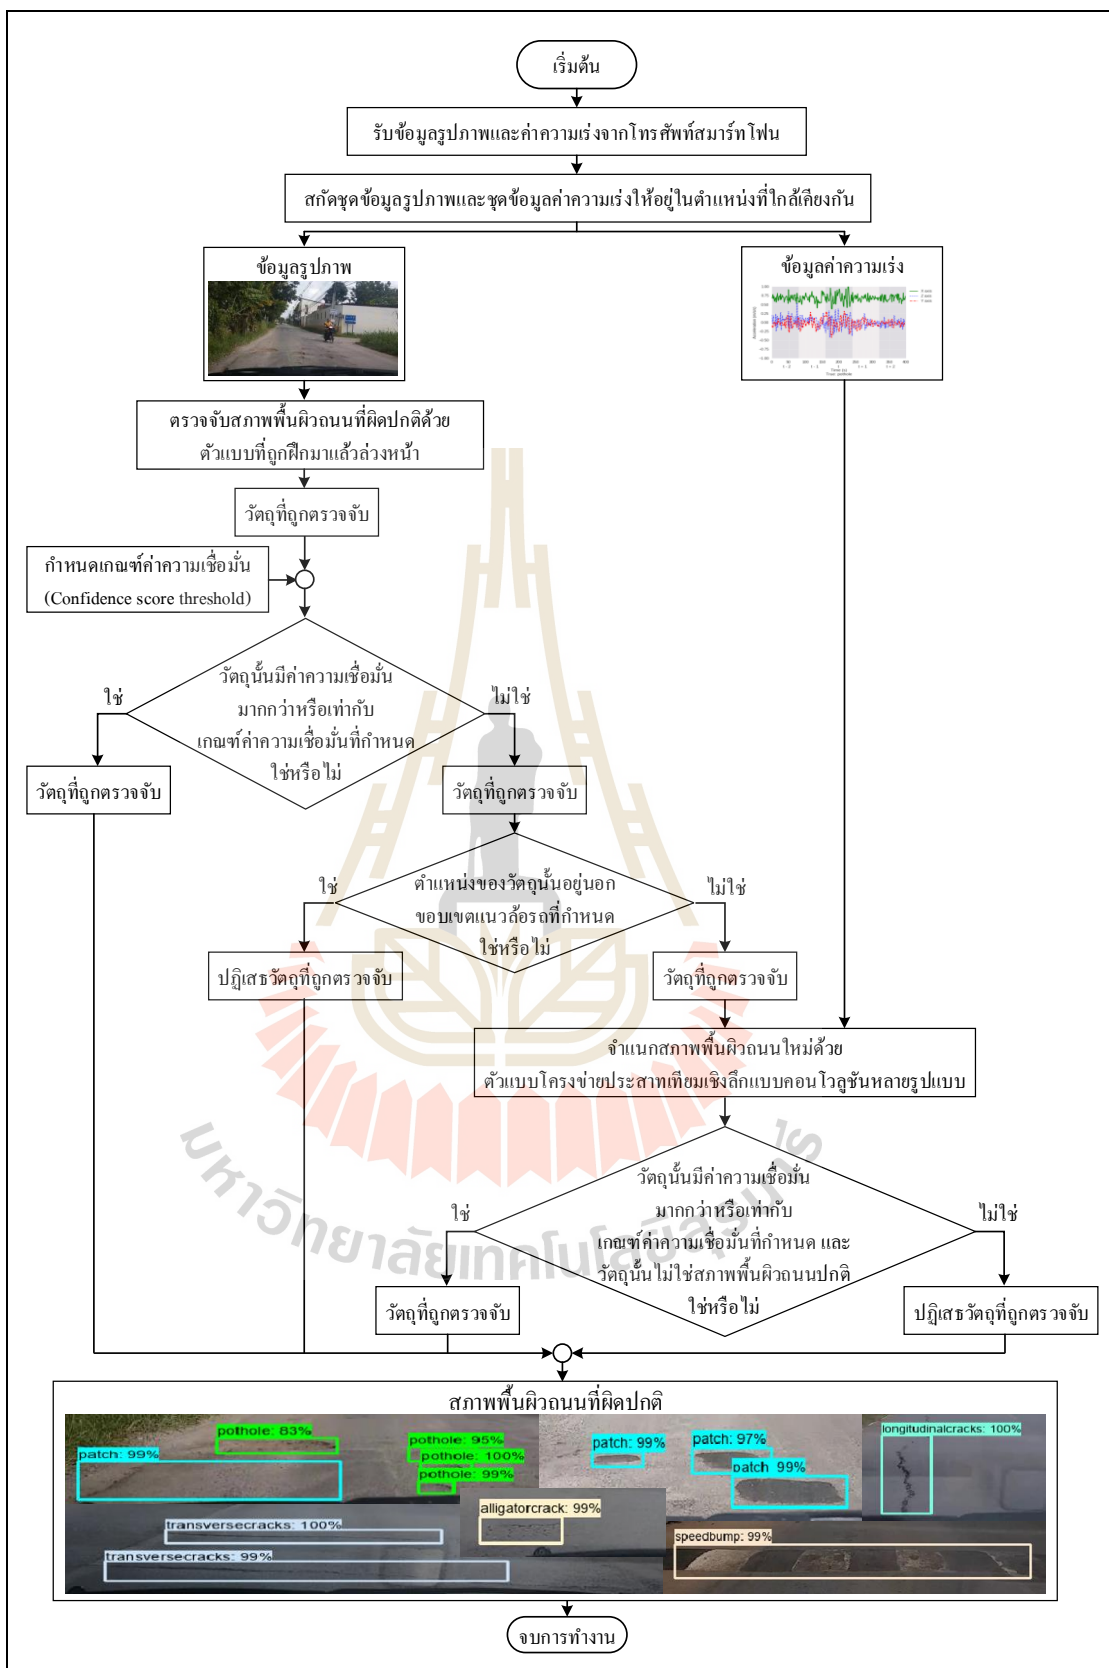 เริ่มต้น
รับข้อมูลรูปภาพและค่าความเร่งจากโทรศัพท์สมาร์ทโฟน
สกัดชุดข้อมูลรูปภาพและชุดข้อมูลค่าความเร่งให้อยู่ในตำแหน่งที่ใกล้เคียงกัน
ข้อมูลรูปภาพ
ข้อมูลค่าความเร่ง
ตรวจจับสภาพพื้นผิวถนนที่ผิดปกติด้วย
ตัวแบบที่ถูกฝึกมาแล้วล่วงหน้า
วัตถุที่ถูกตรวจจับ
กำหนดเกณฑ์ค่าความเชื่อมั่น
(Confidence score threshold)
วัตถุนั้นมีค่าความเชื่อมั่น
มากกว่าหรือเท่ากับ
เกณฑ์ค่าความเชื่อมั่นที่กำหนด
ใช่หรือไม่
ใช่
ไม่ใช่
วัตถุที่ถูกตรวจจับ
วัตถุที่ถูกตรวจจับ
ตำแหน่งของวัตถุนั้นอยู่นอก
ขอบเขตแนวล้อรถที่กำหนด
ใช่หรือไม่
ใช่
ไม่ใช่
ปฏิเสธวัตถุที่ถูกตรวจจับ
วัตถุที่ถูกตรวจจับ
จำแนกสภาพพื้นผิวถนนใหม่ด้วย
ตัวแบบโครงข่ายประสาทเทียมเชิงลึกแบบคอนโวลูชันหลายรูปแบบ
วัตถุนั้นมีค่าความเชื่อมั่น
มากกว่าหรือเท่ากับ
เกณฑ์ค่าความเชื่อมั่นที่กำหนด และ
วัตถุนั้นไม่ใช่สภาพพื้นผิวถนนปกติ
ใช่หรือไม่
ใช่
ไม่ใช่
วัตถุที่ถูกตรวจจับ
ปฏิเสธวัตถุที่ถูกตรวจจับ
มหาวิทยาลัยเทคโนโลยีสุรนารี
สภาพพื้นผิวถนนที่ผิดปกติ
pothole: 83%
patch: 99%
pothole: 95%
pothole: 100%
pothole: 99%
patch: 99%
patch: 97%
patch 99%
longitudinalcracks: 100%
transversecracks: 100%
transversecracks: 99%
alligatorcrack: 99%
speedbump: 99%
จบการทำงาน